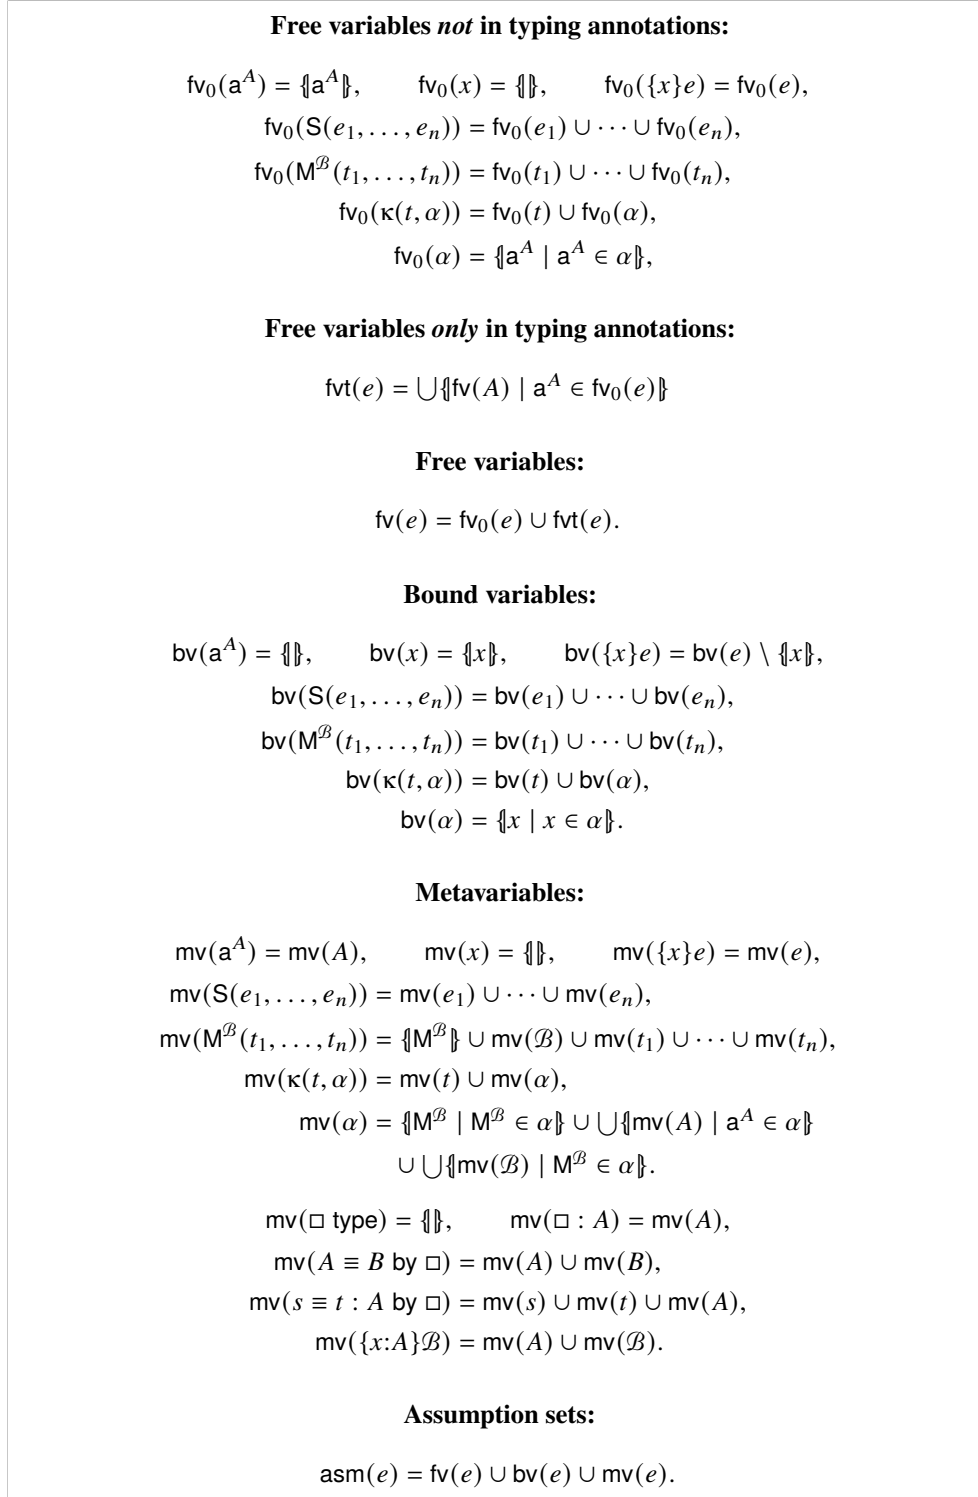 Free variables not in typing annotations:
fv₀(a^A) = {|a^A|}, fv₀(x) = {||}, fv₀({x}e) = fv₀(e),
fv₀(S(e₁, . . . , eₙ)) = fv₀(e₁) ∪ · · · ∪ fv₀(eₙ),
fv₀(M^ℬ(t₁, . . . , tₙ)) = fv₀(t₁) ∪ · · · ∪ fv₀(tₙ),
fv₀(κ(t, α)) = fv₀(t) ∪ fv₀(α),
fv₀(α) = {|a^A | a^A ∈ α|},
Free variables only in typing annotations:
fvt(e) = ⋃{|fv(A) | a^A ∈ fv₀(e)|}
Free variables:
fv(e) = fv₀(e) ∪ fvt(e).
Bound variables:
bv(a^A) = {||}, bv(x) = {|x|}, bv({x}e) = bv(e) \ {|x|},
bv(S(e₁, . . . , eₙ)) = bv(e₁) ∪ · · · ∪ bv(eₙ),
bv(M^ℬ(t₁, . . . , tₙ)) = bv(t₁) ∪ · · · ∪ bv(tₙ),
bv(κ(t, α)) = bv(t) ∪ bv(α),
bv(α) = {|x | x ∈ α|}.
Metavariables:
mv(a^A) = mv(A), mv(x) = {||}, mv({x}e) = mv(e),
mv(S(e₁, . . . , eₙ)) = mv(e₁) ∪ · · · ∪ mv(eₙ),
mv(M^ℬ(t₁, . . . , tₙ)) = {|M^ℬ|} ∪ mv(ℬ) ∪ mv(t₁) ∪ · · · ∪ mv(tₙ),
mv(κ(t, α)) = mv(t) ∪ mv(α),
mv(α) = {|M^ℬ | M^ℬ ∈ α|} ∪ ⋃{|mv(A) | a^A ∈ α|}
∪ ⋃{|mv(ℬ) | M^ℬ ∈ α|}.
mv(□ type) = {||}, mv(□ : A) = mv(A),
mv(A ≡ B by □) = mv(A) ∪ mv(B),
mv(s ≡ t : A by □) = mv(s) ∪ mv(t) ∪ mv(A),
mv({x:A}ℬ) = mv(A) ∪ mv(ℬ).
Assumption sets:
asm(e) = fv(e) ∪ bv(e) ∪ mv(e).